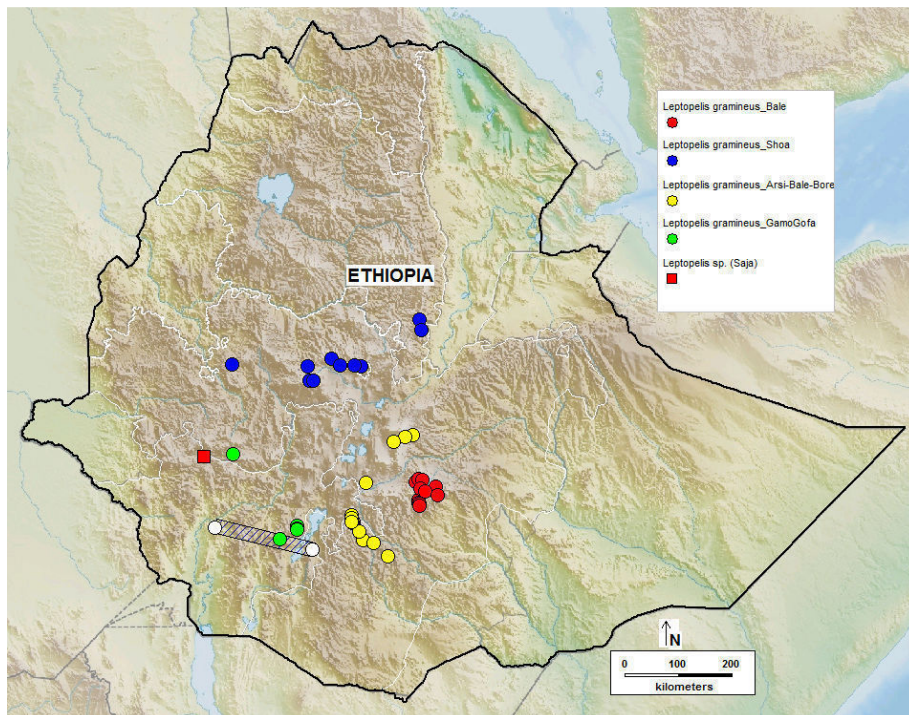 Leptopelis gramineus_Bale
Leptopelis gramineus_Shoa
Leptopelis gramineus_Arsi-Bale-Bore
Leptopelis gramineus_GamoGofa
Leptopelis sp. (Saja)
ETHIOPIA
N
0 100 200
kilometers